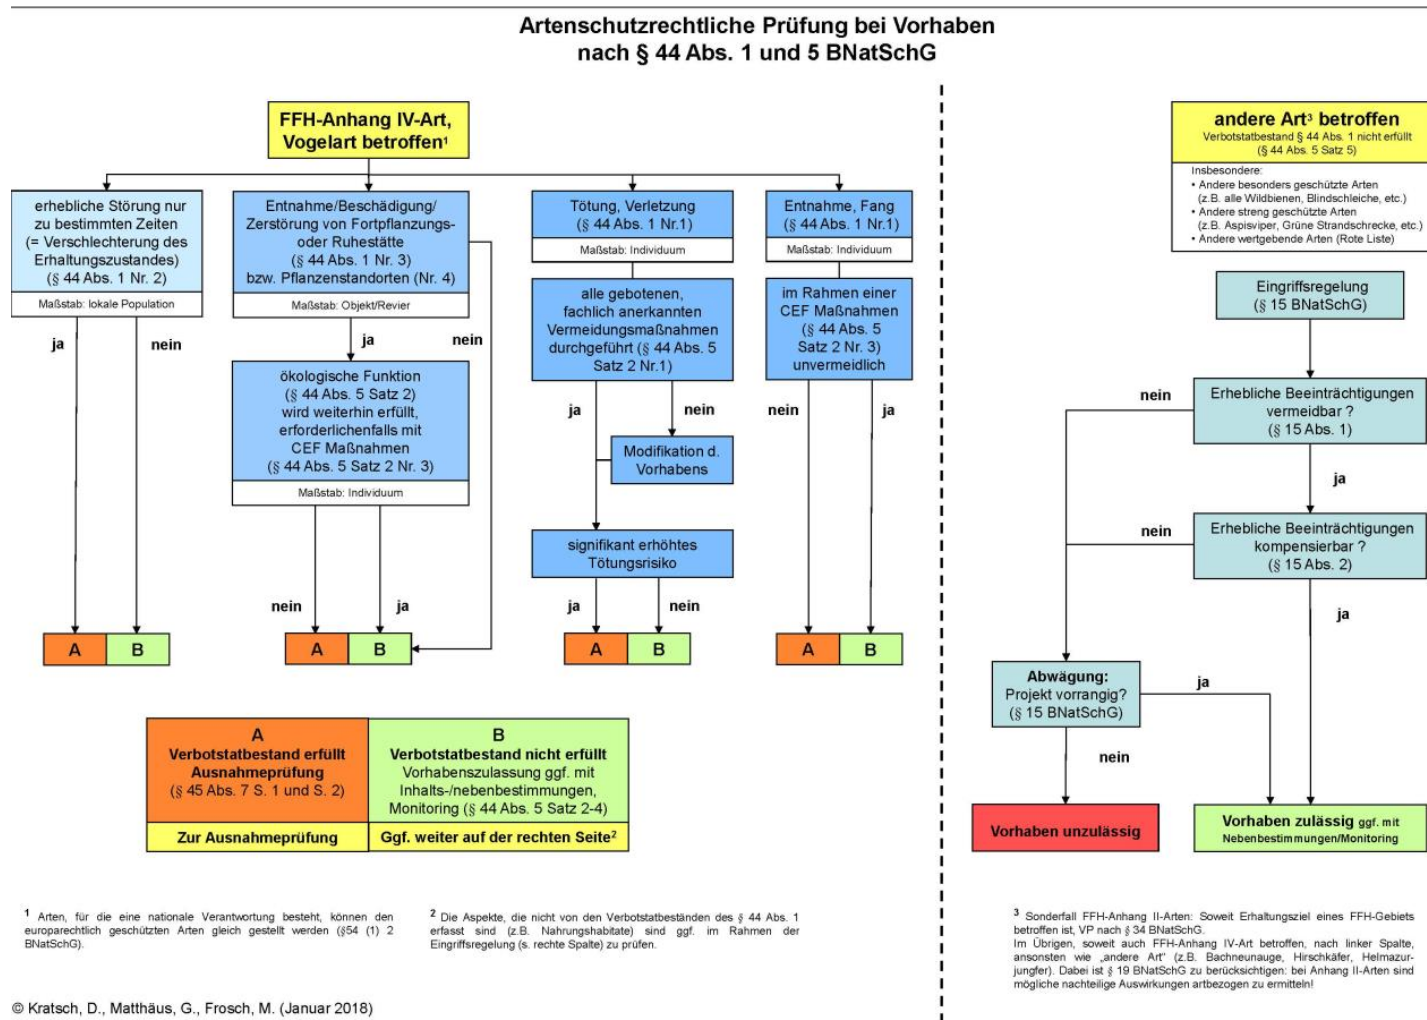 Artenschutzrechtliche Prüfung bei Vorhaben
nach § 44 Abs. 1 und 5 BNatSchG
FFH-Anhang IV-Art,
Vogelart betroffen¹
erhebliche Störung nur
zu bestimmten Zeiten
(= Verschlechterung des
Erhaltungszustandes)
(§ 44 Abs. 1 Nr. 2)
Maßstab: lokale Population
ja
nein
Entnahme/Beschädigung/
Zerstörung von Fortpflanzungs-
oder Ruhestätte
(§ 44 Abs. 1 Nr. 3)
bzw. Pflanzenstandorten (Nr. 4)
Maßstab: Objekt/Revier
ja
nein
ökologische Funktion
(§ 44 Abs. 5 Satz 2)
wird weiterhin erfüllt,
erforderlichenfalls mit
CEF Maßnahmen
(§ 44 Abs. 5 Satz 2 Nr. 3)
Maßstab: Individuum
nein
ja
Tötung, Verletzung
(§ 44 Abs. 1 Nr.1)
Maßstab: Individuum
alle gebotenen,
fachlich anerkannten
Vermeidungsmaßnahmen
durchgeführt (§ 44 Abs. 5
Satz 2 Nr.1)
ja
nein
Modifikation d.
Vorhabens
signifikant erhöhtes
Tötungsrisiko
ja
nein
Entnahme, Fang
(§ 44 Abs. 1 Nr.1)
Maßstab: Individuum
im Rahmen einer
CEF Maßnahmen
(§ 44 Abs. 5
Satz 2 Nr. 3)
unvermeidlich
nein
ja
A
B
A
B
A
B
A
B
A
Verbotstatbestand erfüllt
Ausnahmeprüfung
(§ 45 Abs. 7 S. 1 und S. 2)
Zur Ausnahmeprüfung
B
Verbotstatbestand nicht erfüllt
Vorhabenszulassung ggf. mit
Inhalts-/nebenbestimmungen,
Monitoring (§ 44 Abs. 5 Satz 2-4)
Ggf. weiter auf der rechten Seite²
¹ Arten, für die eine nationale Verantwortung besteht, können den
europarechtlich geschützten Arten gleich gestellt werden (§54 (1) 2
BNatSchG).
² Die Aspekte, die nicht von den Verbotstatbeständen des § 44 Abs. 1
erfasst sind (z.B. Nahrungshabitate) sind ggf. im Rahmen der
Eingriffsregelung (s. rechte Spalte) zu prüfen.
© Kratsch, D., Matthäus, G., Frosch, M. (Januar 2018)
andere Art³ betroffen
Verbotstatbestand § 44 Abs. 1 nicht erfüllt
(§ 44 Abs. 5 Satz 5)
Insbesondere:
• Andere besonders geschützte Arten
(z.B. alle Wildbienen, Blindschleiche, etc.)
• Andere streng geschützte Arten
(z.B. Aspisviper, Grüne Strandschrecke, etc.)
• Andere wertgebende Arten (Rote Liste)
Eingriffsregelung
(§ 15 BNatSchG)
Erhebliche Beeinträchtigungen
vermeidbar ?
(§ 15 Abs. 1)
nein
ja
Erhebliche Beeinträchtigungen
kompensierbar ?
(§ 15 Abs. 2)
nein
ja
Abwägung:
Projekt vorrangig?
(§ 15 BNatSchG)
ja
nein
Vorhaben unzulässig
Vorhaben zulässig ggf. mit
Nebenbestimmungen/Monitoring
³ Sonderfall FFH-Anhang II-Arten: Soweit Erhaltungsziel eines FFH-Gebiets
betroffen ist, VP nach § 34 BNatSchG.
Im Übrigen, soweit auch FFH-Anhang IV-Art betroffen, nach linker Spalte,
ansonsten wie „andere Art" (z.B. Bachneunauge, Hirschkäfer, Helmazur-
jungfer). Dabei ist § 19 BNatSchG zu berücksichtigen: bei Anhang II-Arten sind
mögliche nachteilige Auswirkungen artbezogen zu ermitteln!